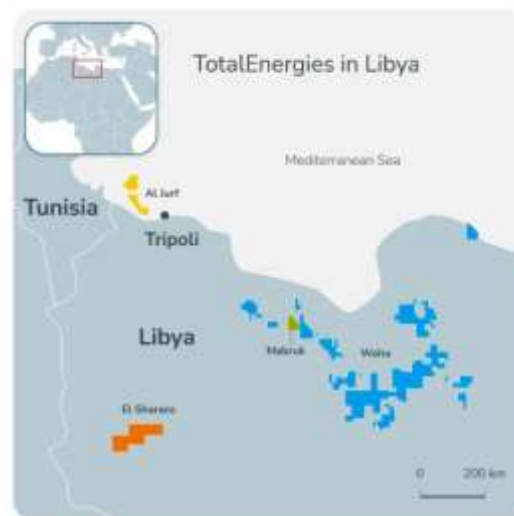 TotalEnergies in Libya
Mediterranean Sea
Al Jurf
Tunisia
Tripoli
Libya
Mabruk
Waha
El Sharara
0 200 km